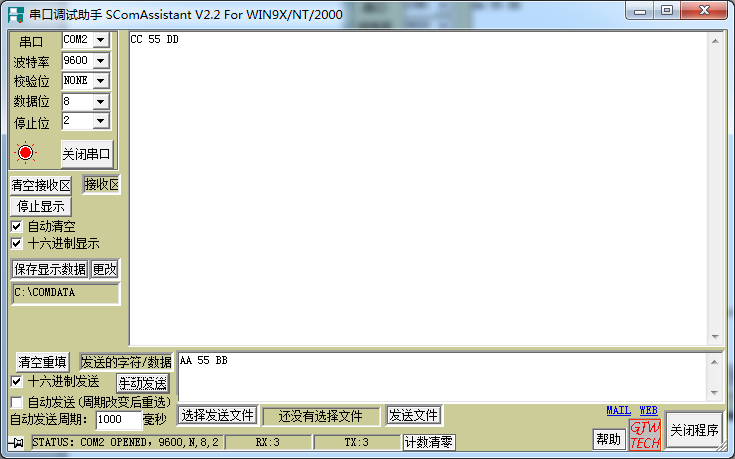 串口调试助手 SComAssistant V2.2 For WIN9X/NT/2000
串口 COM2
波特率 9600
校验位 NONE
数据位 8
停止位 2
关闭串口
清空接收区 接收区
停止显示
自动清空
十六进制显示
保存显示数据 更改
C:\COMDATA
CC 55 DD
清空重填 发送的字符/数据
AA 55 BB
十六进制发送 手动发送
自动发送(周期改变后重选)
自动发送周期: 1000 毫秒
选择发送文件 还没有选择文件 发送文件
MAIL WEB
帮助 GJW TECH 关闭程序
STATUS: COM2 OPENED, 9600,N,8,2 RX:3 TX:3 计数清零